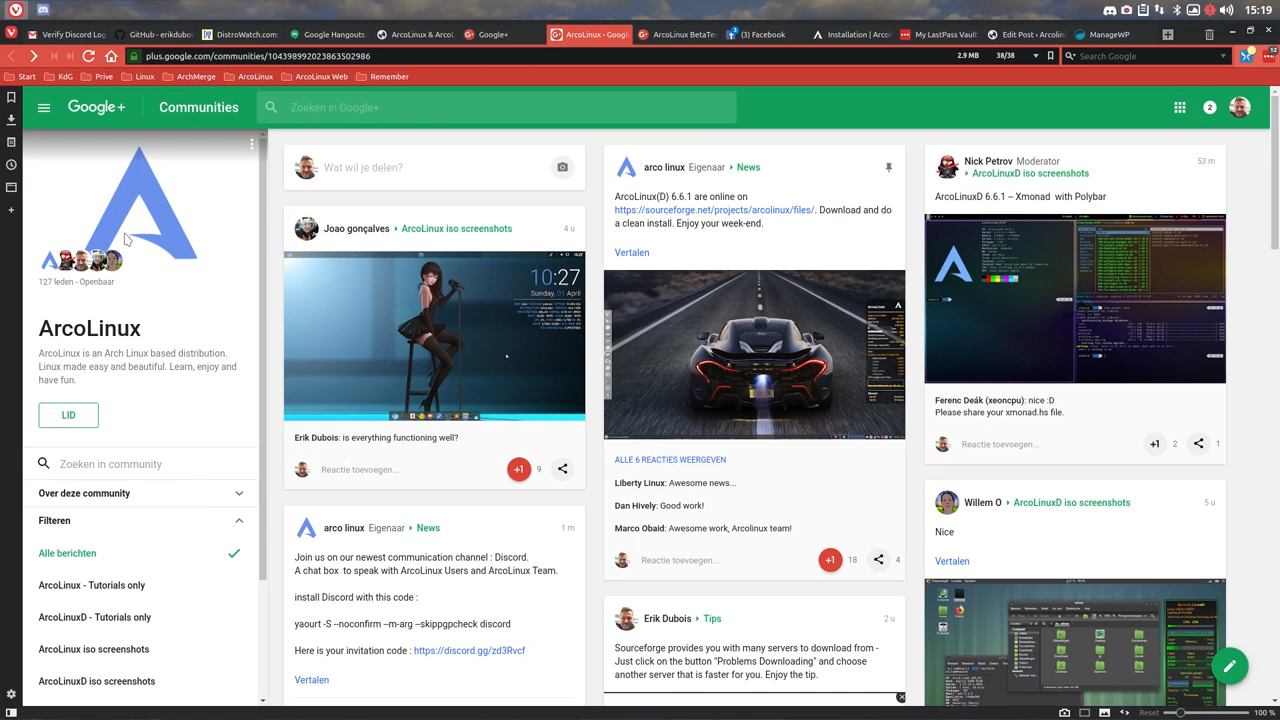 15:19
Verify Discord Log
GitHub - erikdubo
DistroWatch.com
Google Hangouts
ArcoLinux & Arcol
Google+
ArcoLinux - Googl
ArcoLinux BetaTes
(3) Facebook
Installation | Arcol
My LastPass Vault
Edit Post ‹ Arcolin
ManageWP
plus.google.com/communities/104398992023863502986
2.9 MB
38/38
Search Google
Start
KdG
Prive
Linux
ArchMerge
ArcoLinux
ArcoLinux Web
Remember
Google+
Communities
Zoeken in Google+
2
127 leden - Openbaar
ArcoLinux
ArcoLinux is an Arch Linux based distribution.
Linux made easy and beautiful. Learn, enjoy and
have fun.
LID
Zoeken in community
Over deze community
Filteren
Alle berichten
ArcoLinux - Tutorials only
ArcoLinuxD - Tutorials only
ArcoLinux iso screenshots
ArcoLinuxD iso screenshots
Wat wil je delen?
Joao gonçalves ArcoLinux iso screenshots 4 u
10:27
Sunday, 01 April
Erik Dubois: is everything functioning well?
Reactie toevoegen...
+1 9
arco linux Eigenaar News 1 m
Join us on our newest communication channel : Discord.
A chat box to speak with ArcoLinux Users and ArcoLinux Team.
install Discord with this code :
yaourt -S --noconfirm --m-arg --skippgpcheck discord
Here is your invitation code : https://discord.gg/zd3Rvcf
Vertalen
arco linux Eigenaar News
ArcoLinux(D) 6.6.1 are online on
https://sourceforge.net/projects/arcolinux/files/. Download and do
a clean install. Enjoy your week-end.
Vertalen
ALLE 6 REACTIES WEERGEVEN
Liberty Linux: Awesome news...
Dan Hively: Good work!
Marco Obaid: Awesome work, Arcolinux team!
Reactie toevoegen...
+1 18 4
Erik Dubois Tips 2 u
Sourceforge provides you with many servers to download from -
Just click on the button "Problems Downloading" and choose
another server that is faster for you. Enjoy the tip.
Nick Petrov Moderator 53 m
ArcoLinuxD iso screenshots
ArcoLinuxD 6.6.1 -- Xmonad with Polybar
Ferenc Deák (xeoncpu): nice :D
Please share your xmonad.hs file.
Reactie toevoegen...
+1 2 1
Willem O ArcoLinuxD iso screenshots 5 u
Nice
Vertalen
Reset
100 %